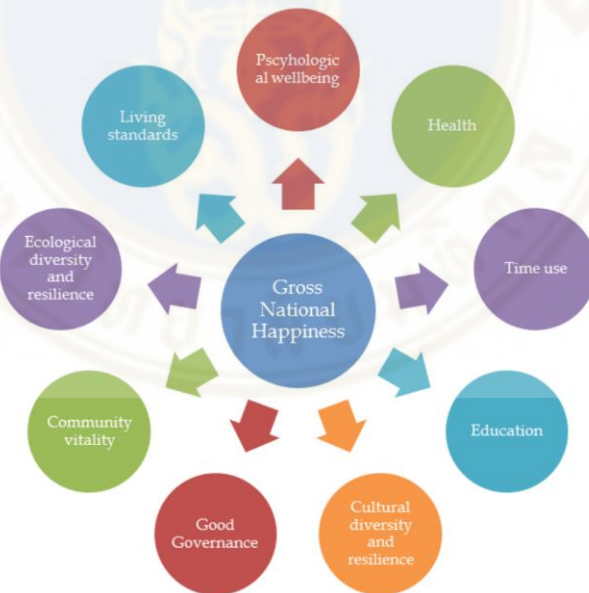 Pscyhologic
al wellbeing
Health
Time use
Education
Cultural
diversity
and
resilience
Good
Governance
Community
vitality
Ecological
diversity
and
resilience
Living
standards
Gross
National
Happiness